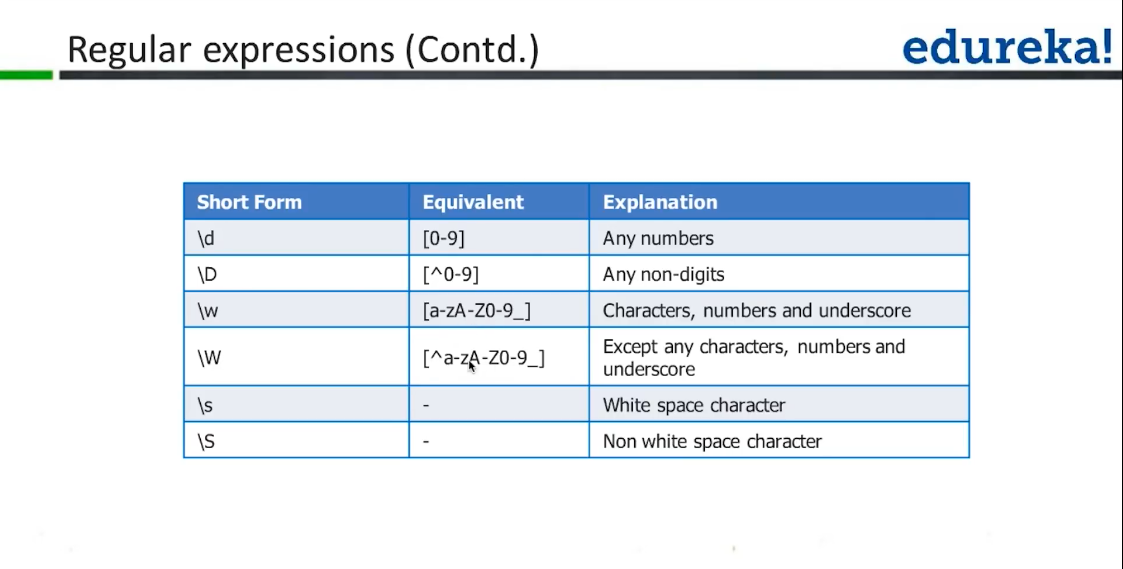 Regular expressions (Contd.)
edureka!
Short Form Equivalent Explanation
\d [0-9] Any numbers
\D [^0-9] Any non-digits
\w [a-zA-Z0-9_] Characters, numbers and underscore
\W [^a-zA-Z0-9_] Except any characters, numbers and
underscore
\s - White space character
\S - Non white space character